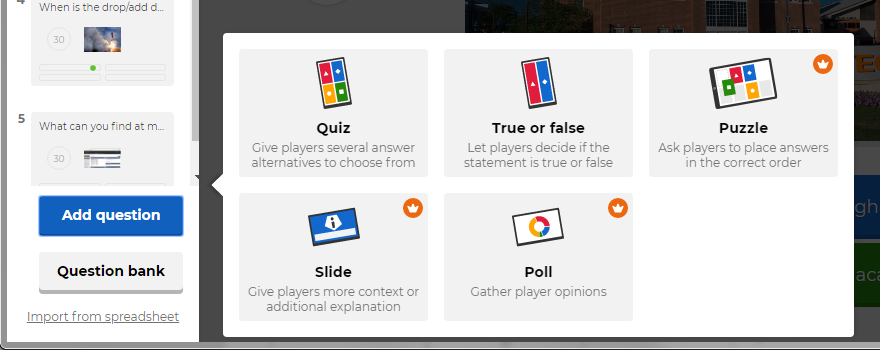 4
When is the drop/add d...
30
5
What can you find at m...
30
Add question
Question bank
Import from spreadsheet
Quiz
Give players several answer
alternatives to choose from
True or false
Let players decide if the
statement is true or false
Puzzle
Ask players to place answers
in the correct order
Slide
Give players more context or
additional explanation
Poll
Gather player opinions